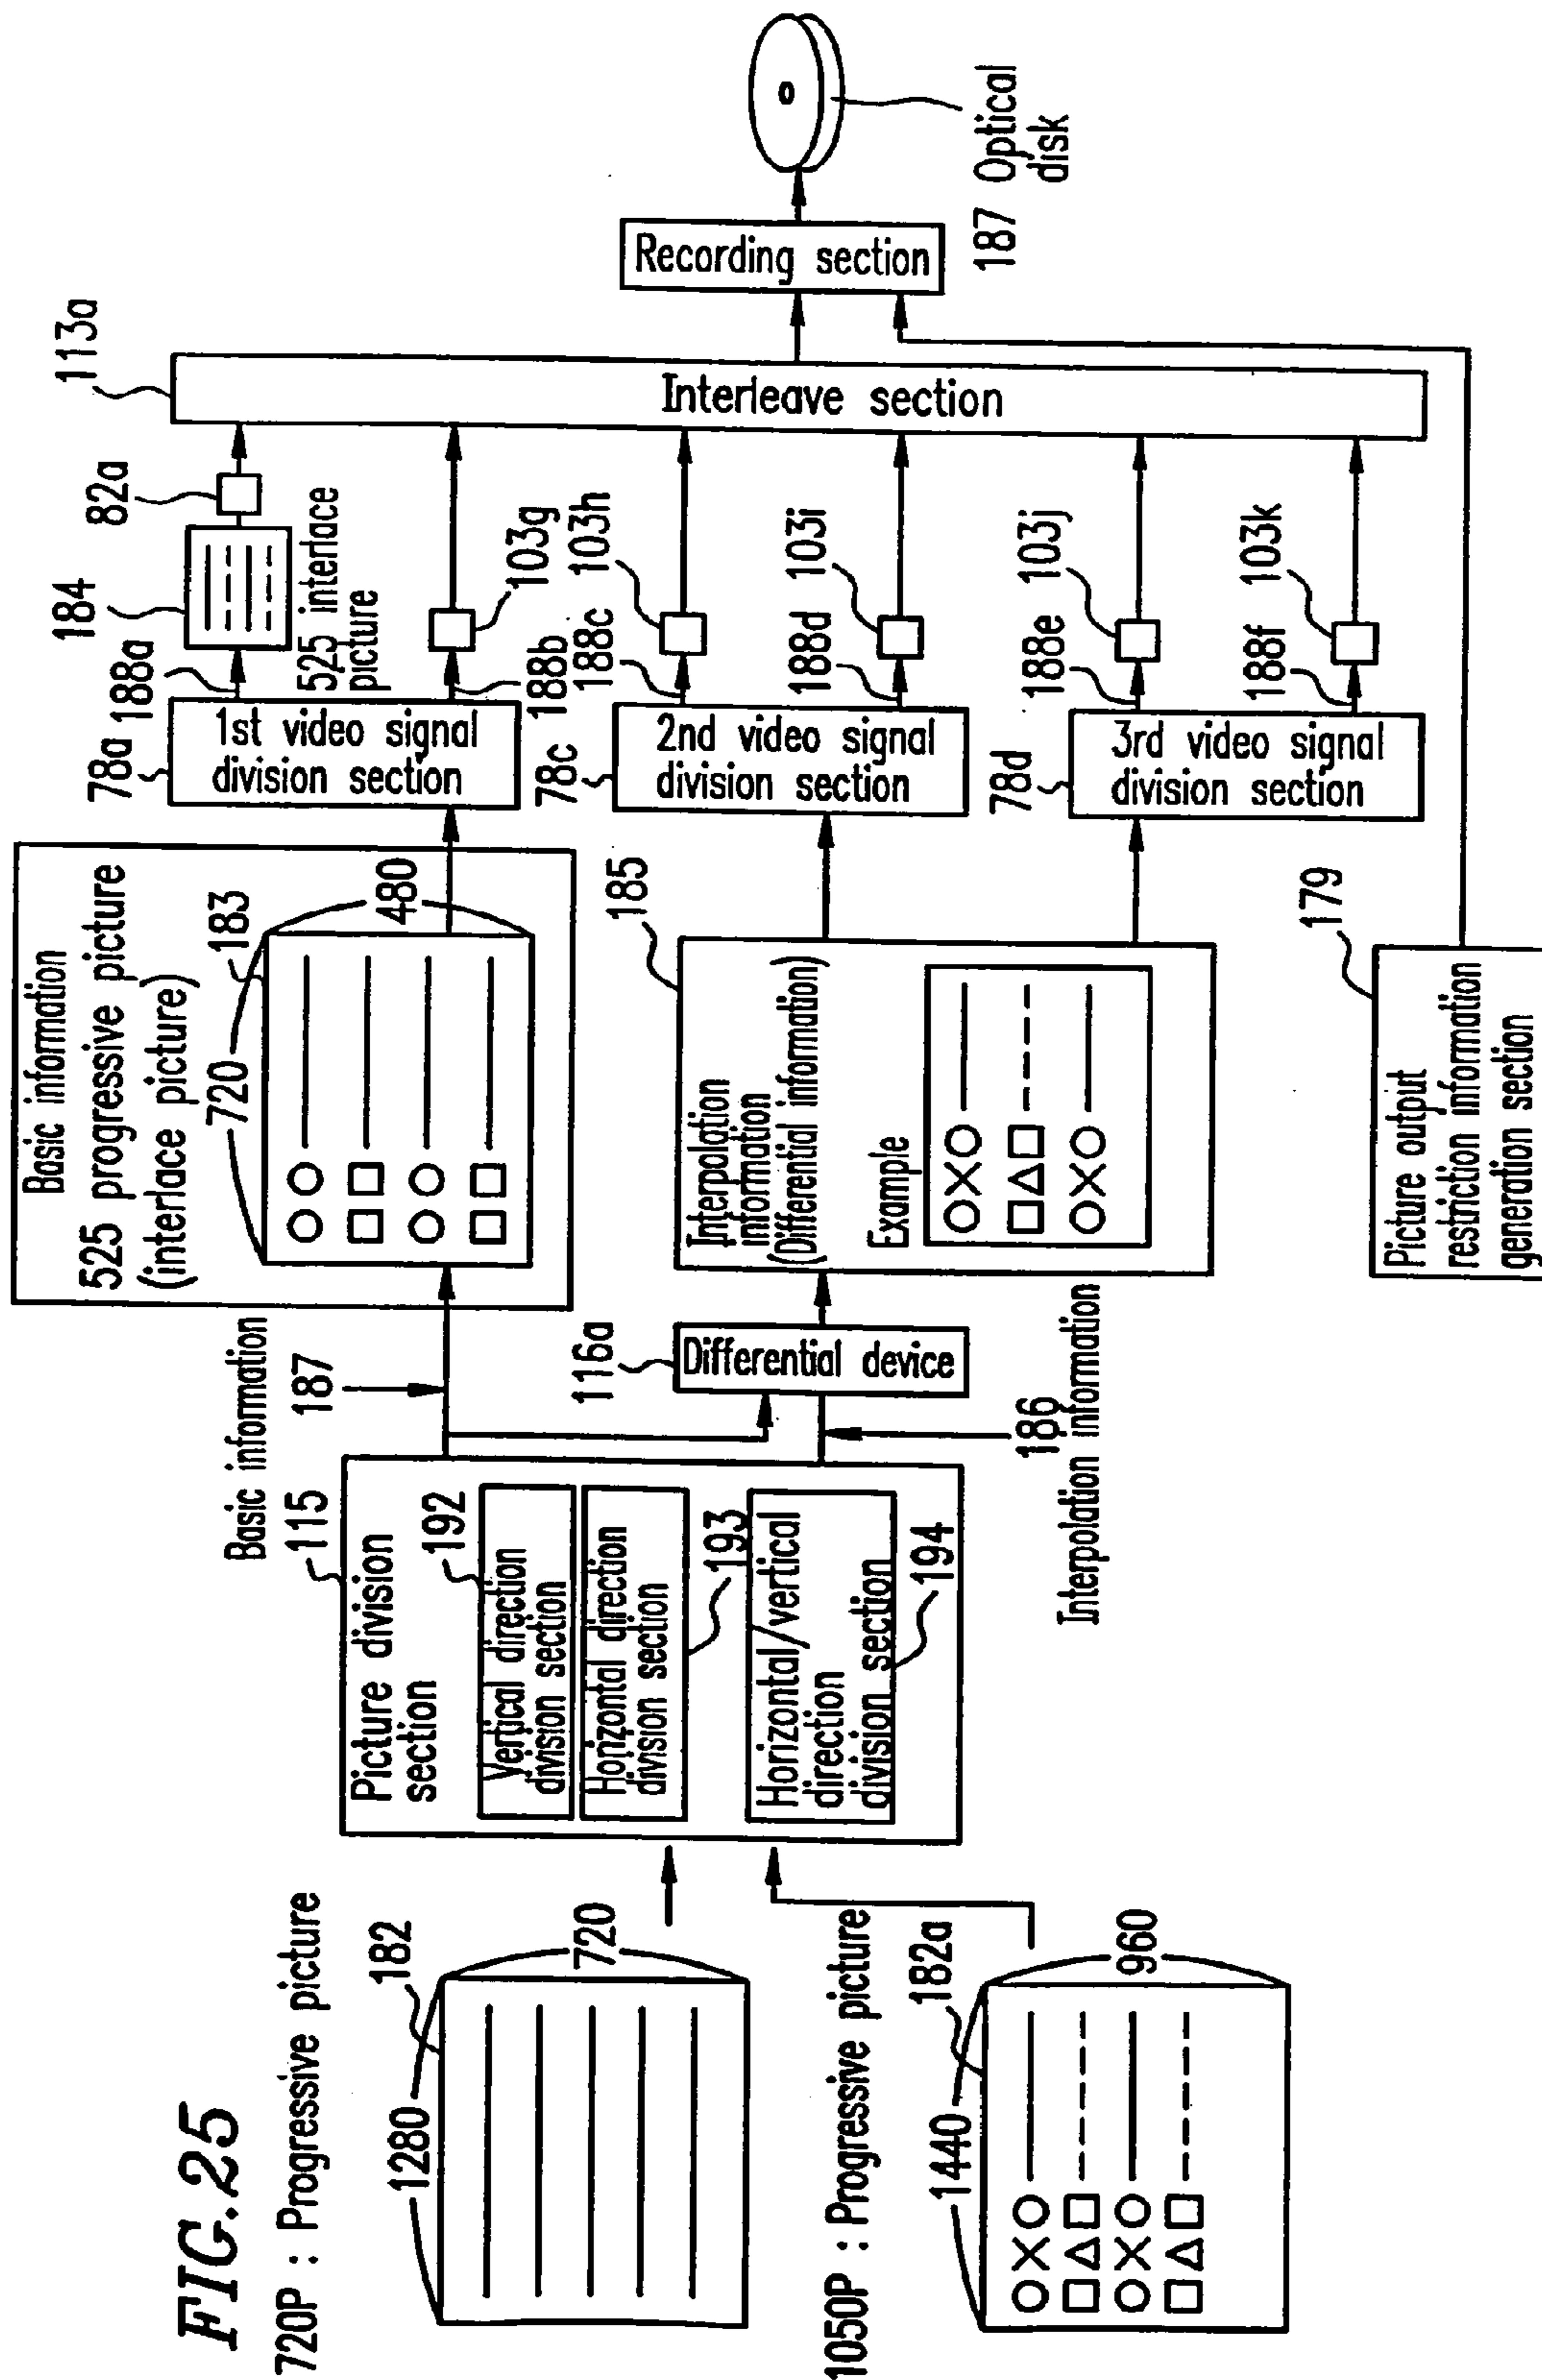 FIG.25
720P : Progressive picture
1280
182
720
1050P : Progressive picture
1440
182a
960
115
Picture division
section
192
Vertical direction
division section
Horizontal direction
division section
193
Horizontal/vertical
direction
division section
194
Basic information
187
116a
Differential device
186
Interpolation information
Basic information
525 progressive picture
(interlace picture)
720
183
480
185
Interpolation
information
(Differential information)
Example
179
Picture output
restriction information
generation section
78a
1st video signal
division section
78c
2nd video signal
division section
78d
3rd video signal
division section
188a
184
82a
525 interlace
picture
188b
103g
188c
103h
188d
103i
188e
103j
188f
103k
113a
Interleave section
Recording section
187 Optical
disk